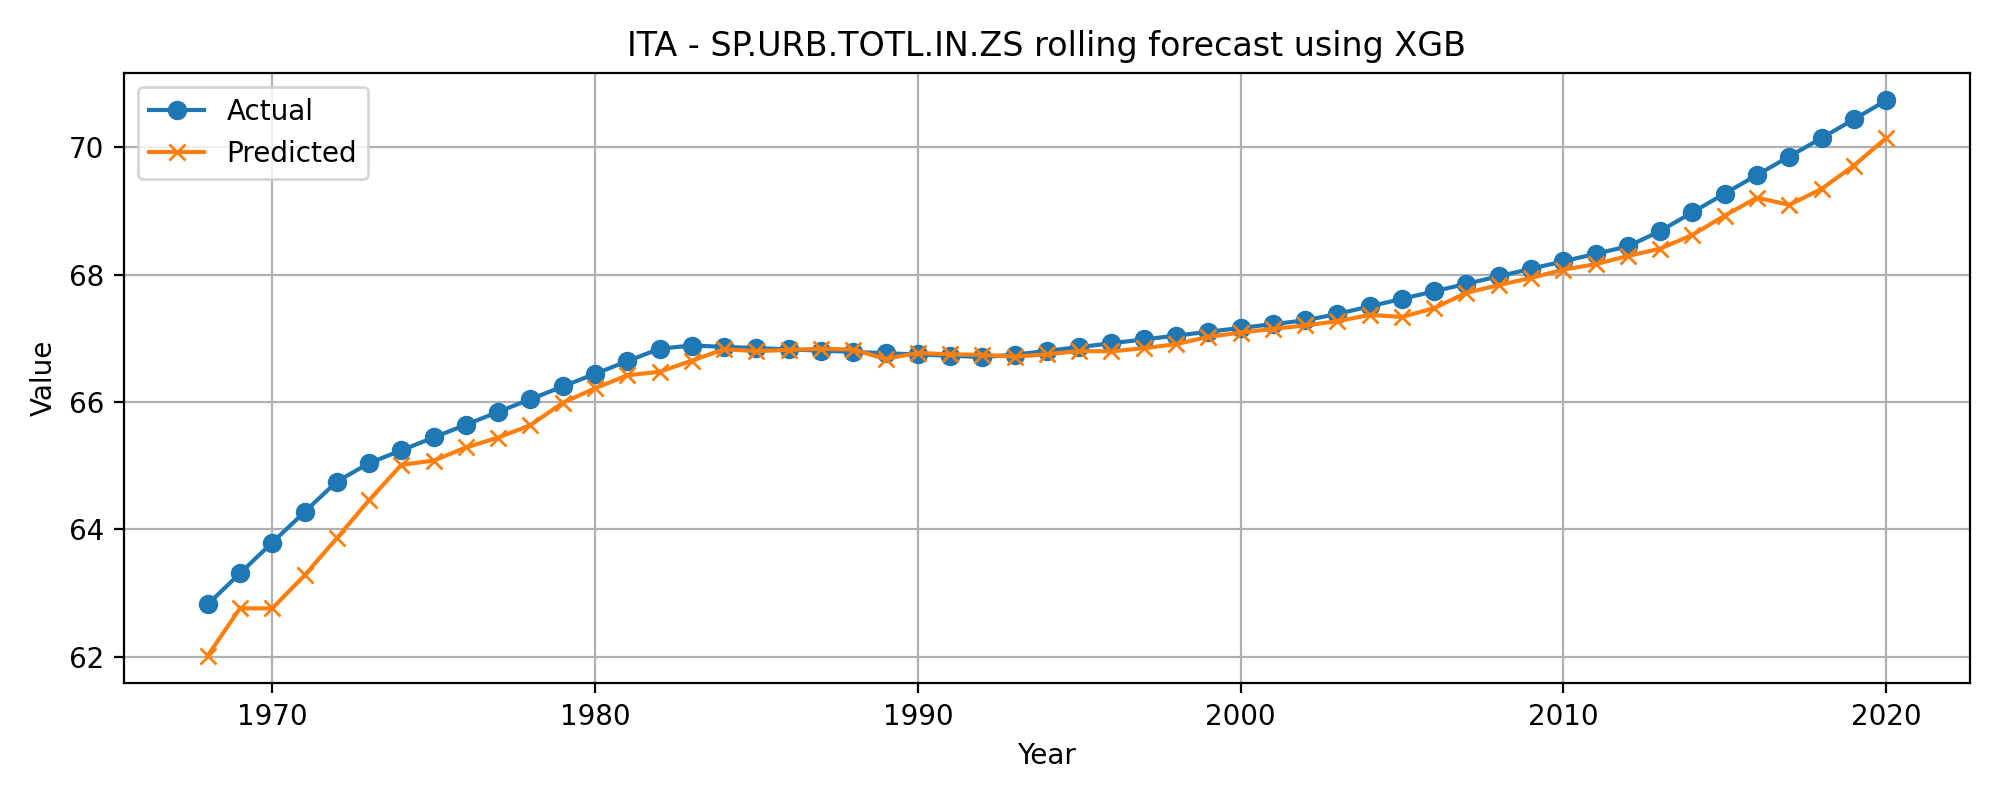 ITA - SP.URB.TOTL.IN.ZS rolling forecast using XGB
Actual
Predicted
Value
70
68
66
64
62
1970 1980 1990 2000 2010 2020
Year